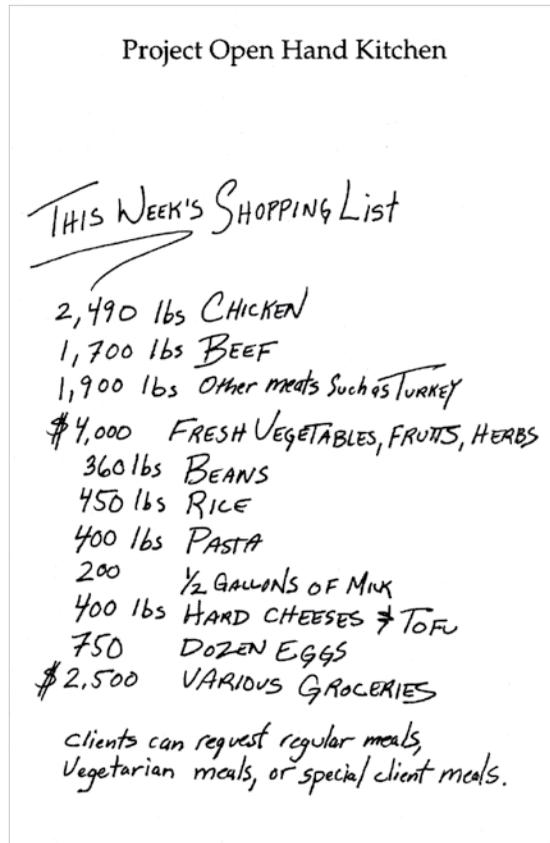 Project Open Hand Kitchen
THIS WEEK'S SHOPPING List
2,490 lbs CHICKEN
1,700 lbs BEEF
1,900 lbs Other meats Such as TURKEY
$4,000 FRESH VEGETABLES, FRUITS, HERBS
360 lbs BEANS
450 lbs RICE
400 lbs PASTA
200 1/2 GALLONS OF MILK
400 lbs HARD CHEESES & TOFU
750 DOZEN EGGS
$2,500 VARIOUS GROCERIES
Clients can request regular meals,
Vegetarian meals, or special client meals.